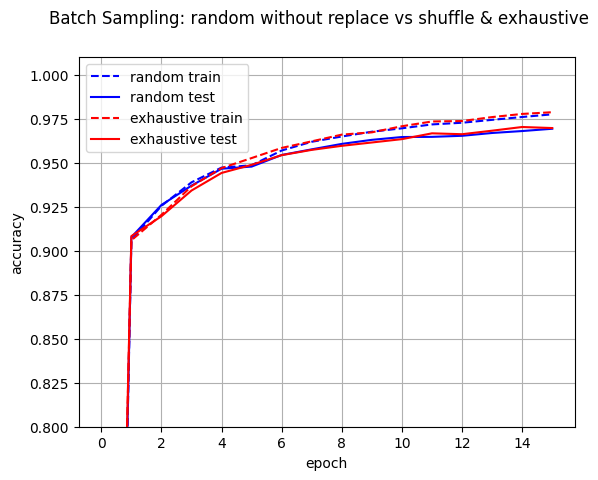 Batch Sampling: random without replace vs shuffle & exhaustive
random train
random test
exhaustive train
exhaustive test
1.000
0.975
0.950
0.925
0.900
0.875
0.850
0.825
0.800
accuracy
0 2 4 6 8 10 12 14
epoch